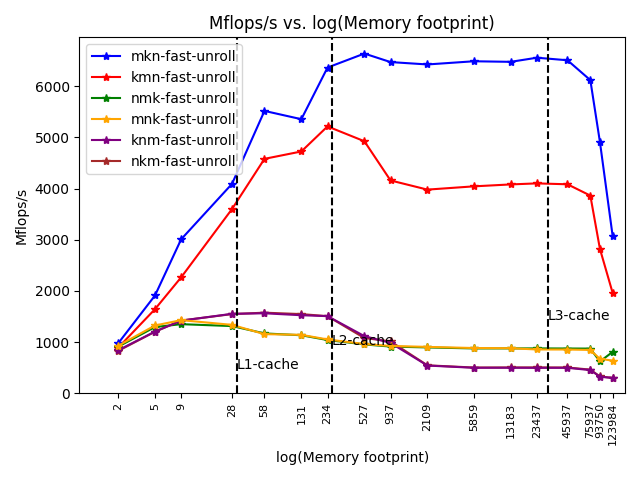 Mflops/s vs. log(Memory footprint)
mkn-fast-unroll
kmn-fast-unroll
nmk-fast-unroll
mnk-fast-unroll
knm-fast-unroll
nkm-fast-unroll
Mflops/s
6000
5000
4000
3000
2000
1000
0
L1-cache
L2-cache
L3-cache
2
5
9
28
58
131
234
527
937
2109
5859
13183
23437
45937
75937
93750
123984
log(Memory footprint)